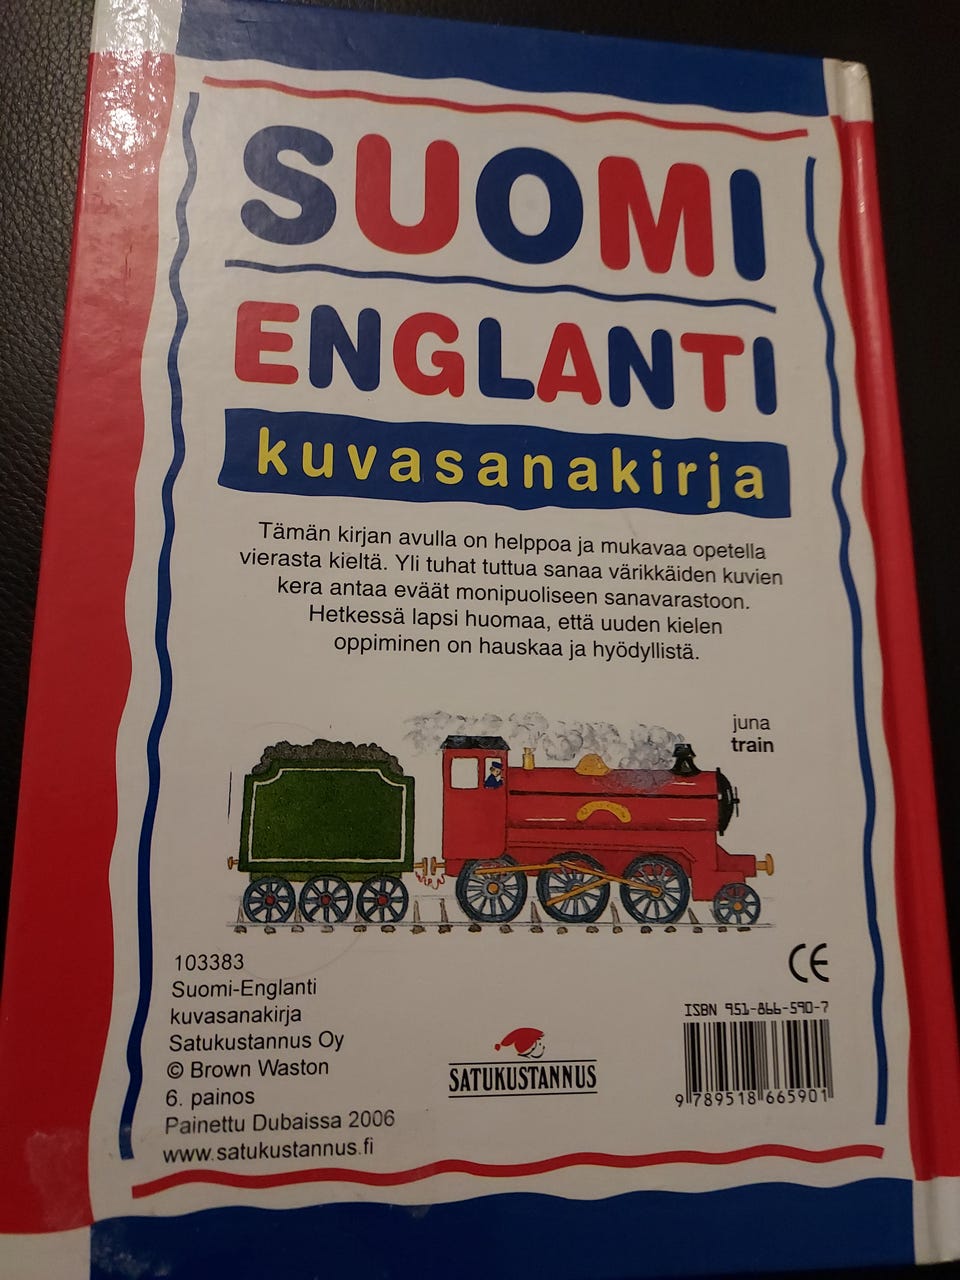 SUOMI
ENGLANTI
kuvasanakirja
Tämän kirjan avulla on helppoa ja mukavaa opetella
vierasta kieltä. Yli tuhat tuttua sanaa värikkäiden kuvien
kera antaa eväät monipuoliseen sanavarastoon.
Hetkessä lapsi huomaa, että uuden kielen
oppiminen on hauskaa ja hyödyllistä.
juna
train
103383
Suomi-Englanti
kuvasanakirja
Satukustannus Oy
© Brown Waston
6. painos
Painettu Dubaissa 2006
www.satukustannus.fi
SATUKUSTANNUS
CE
ISBN 951-866-590-7
9 789518 665901